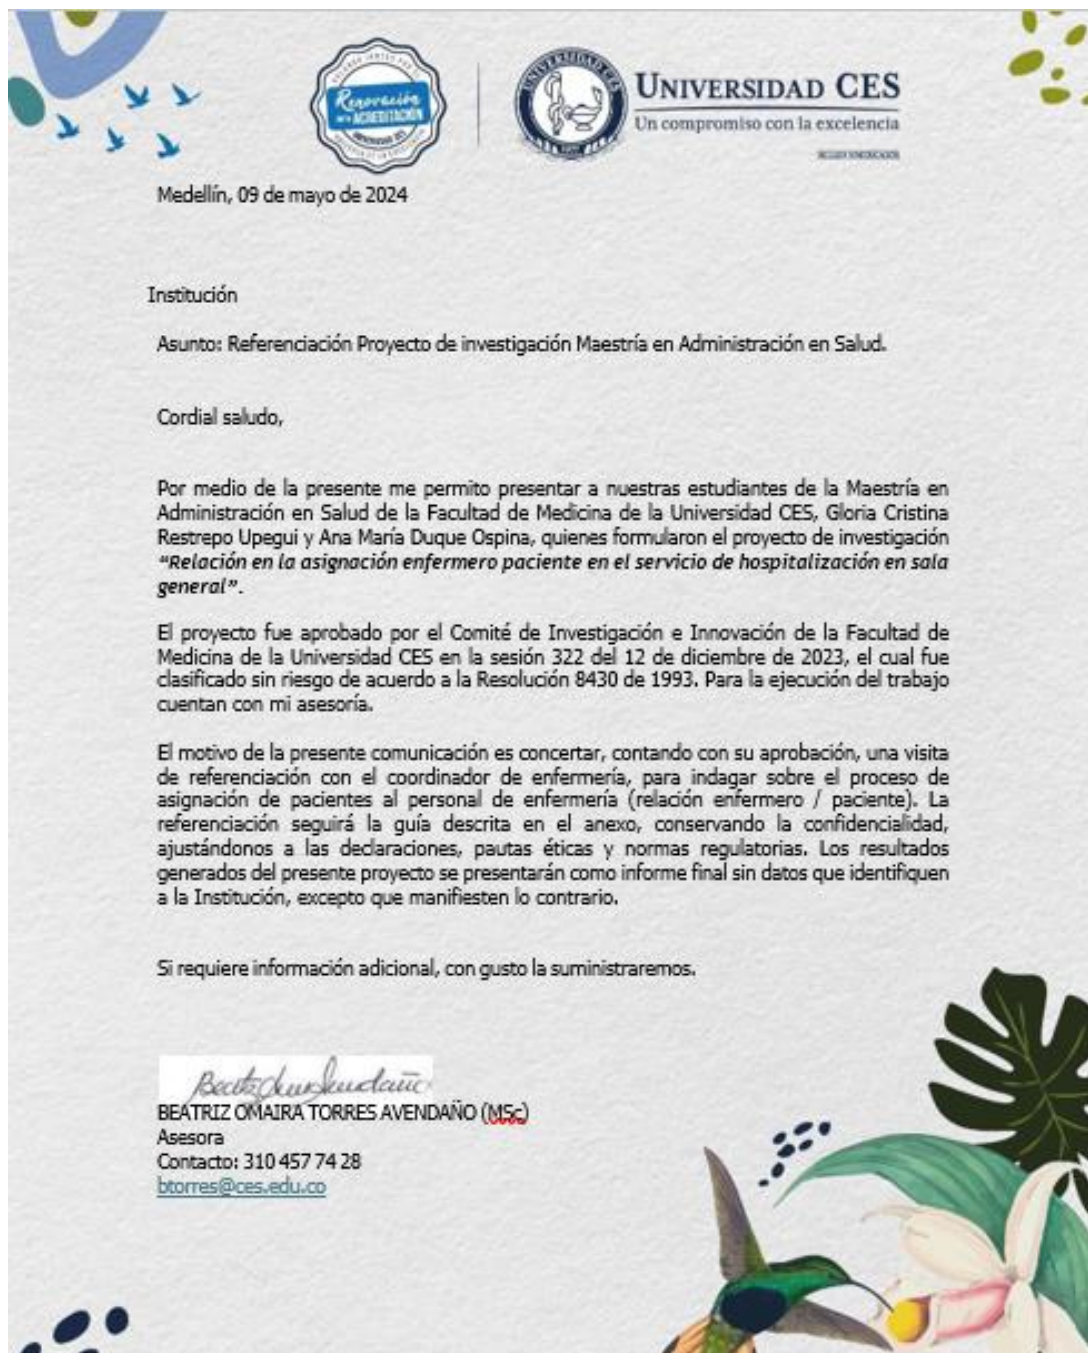 Renovación
de la ACREDITACIÓN
UNIVERSIDAD CES
UNIVERSIDAD CES
UNIVERSIDAD CES
Un compromiso con la excelencia
Medellín, 09 de mayo de 2024
Institución
Asunto: Referenciación Proyecto de investigación Maestría en Administración en Salud.
Cordial saludo,
Por medio de la presente me permito presentar a nuestras estudiantes de la Maestría en
Administración en Salud de la Facultad de Medicina de la Universidad CES, Gloria Cristina
Restrepo Upegui y Ana María Duque Ospina, quienes formularon el proyecto de investigación
“Relación en la asignación enfermero paciente en el servicio de hospitalización en sala
general”.
El proyecto fue aprobado por el Comité de Investigación e Innovación de la Facultad de
Medicina de la Universidad CES en la sesión 322 del 12 de diciembre de 2023, el cual fue
clasificado sin riesgo de acuerdo a la Resolución 8430 de 1993. Para la ejecución del trabajo
cuentan con mi asesoría.
El motivo de la presente comunicación es concertar, contando con su aprobación, una visita
de referenciación con el coordinador de enfermería, para indagar sobre el proceso de
asignación de pacientes al personal de enfermería (relación enfermero / paciente). La
referenciación seguirá la guía descrita en el anexo, conservando la confidencialidad,
ajustándonos a las declaraciones, pautas éticas y normas regulatorias. Los resultados
generados del presente proyecto se presentarán como informe final sin datos que identifiquen
a la Institución, excepto que manifiesten lo contrario.
Si requiere información adicional, con gusto la suministraremos.
BEATRIZ OMAIRA TORRES AVENDAÑO (MSc)
Asesora
Contacto: 310 457 74 28
btorres@ces.edu.co